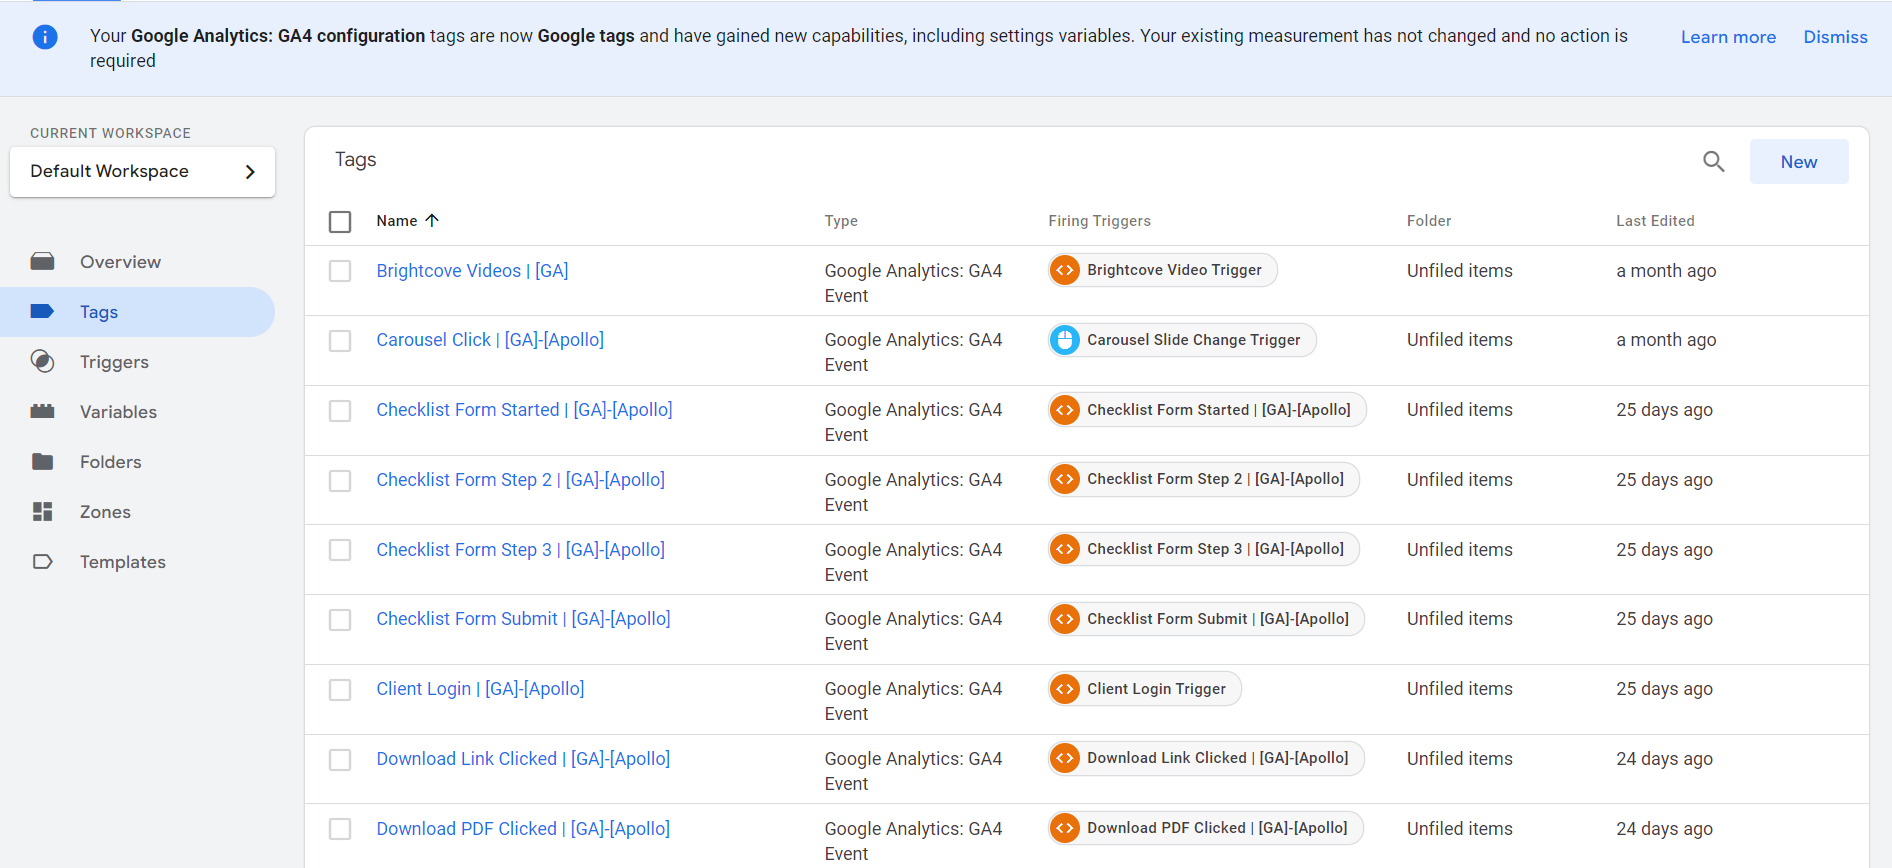 Your Google Analytics: GA4 configuration tags are now Google tags and have gained new capabilities, including settings variables. Your existing measurement has not changed and no action is
required
Learn more
Dismiss
CURRENT WORKSPACE
Default Workspace
Overview
Tags
Triggers
Variables
Folders
Zones
Templates
Tags
New
Name
Type
Firing Triggers
Folder
Last Edited
Brightcove Videos | [GA]
Google Analytics: GA4
Event
Brightcove Video Trigger
Unfiled items
a month ago
Carousel Click | [GA]-[Apollo]
Google Analytics: GA4
Event
Carousel Slide Change Trigger
Unfiled items
a month ago
Checklist Form Started | [GA]-[Apollo]
Google Analytics: GA4
Event
Checklist Form Started | [GA]-[Apollo]
Unfiled items
25 days ago
Checklist Form Step 2 | [GA]-[Apollo]
Google Analytics: GA4
Event
Checklist Form Step 2 | [GA]-[Apollo]
Unfiled items
25 days ago
Checklist Form Step 3 | [GA]-[Apollo]
Google Analytics: GA4
Event
Checklist Form Step 3 | [GA]-[Apollo]
Unfiled items
25 days ago
Checklist Form Submit | [GA]-[Apollo]
Google Analytics: GA4
Event
Checklist Form Submit | [GA]-[Apollo]
Unfiled items
25 days ago
Client Login | [GA]-[Apollo]
Google Analytics: GA4
Event
Client Login Trigger
Unfiled items
25 days ago
Download Link Clicked | [GA]-[Apollo]
Google Analytics: GA4
Event
Download Link Clicked | [GA]-[Apollo]
Unfiled items
24 days ago
Download PDF Clicked | [GA]-[Apollo]
Google Analytics: GA4
Event
Download PDF Clicked | [GA]-[Apollo]
Unfiled items
24 days ago